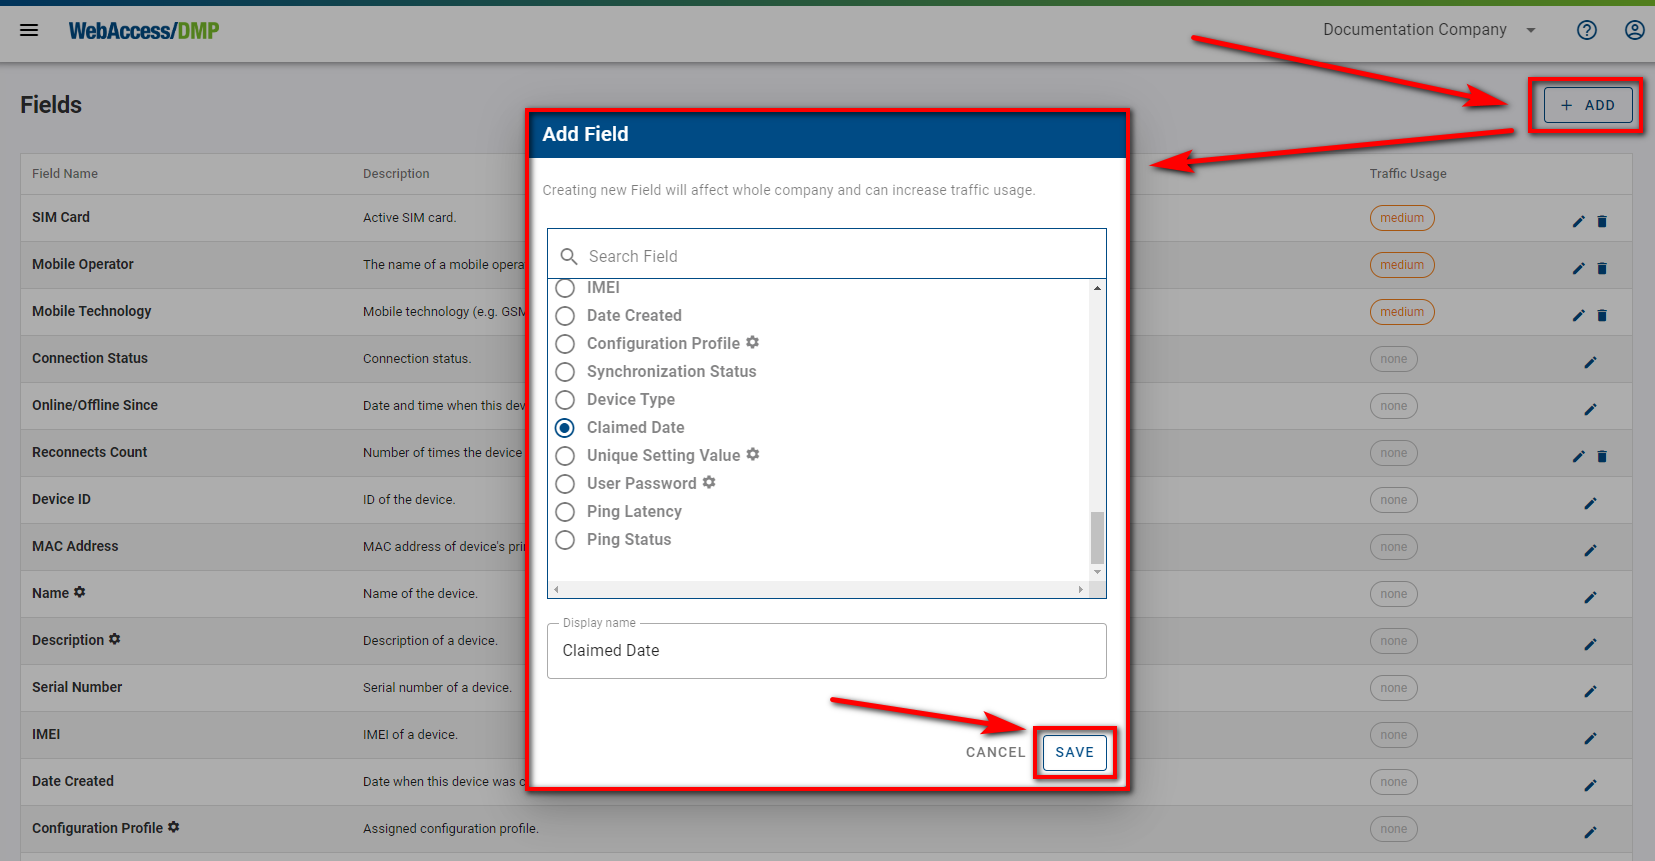 WebAccess/DMP
Documentation Company
Fields
+ ADD
Field Name Description Traffic Usage
SIM Card Active SIM card. medium
Mobile Operator The name of a mobile opera medium
Mobile Technology Mobile technology (e.g. GSM medium
Connection Status Connection status. none
Online/Offline Since Date and time when this dev none
Reconnects Count Number of times the device none
Device ID ID of the device. none
MAC Address MAC address of device's pri none
Name Name of the device. none
Description Description of a device. none
Serial Number Serial number of a device. none
IMEI IMEI of a device. none
Date Created Date when this device was c none
Configuration Profile Assigned configuration profile. none
Add Field
Creating new Field will affect whole company and can increase traffic usage.
Search Field
IMEI
Date Created
Configuration Profile
Synchronization Status
Device Type
Claimed Date
Unique Setting Value
User Password
Ping Latency
Ping Status
Display name
Claimed Date
CANCEL SAVE